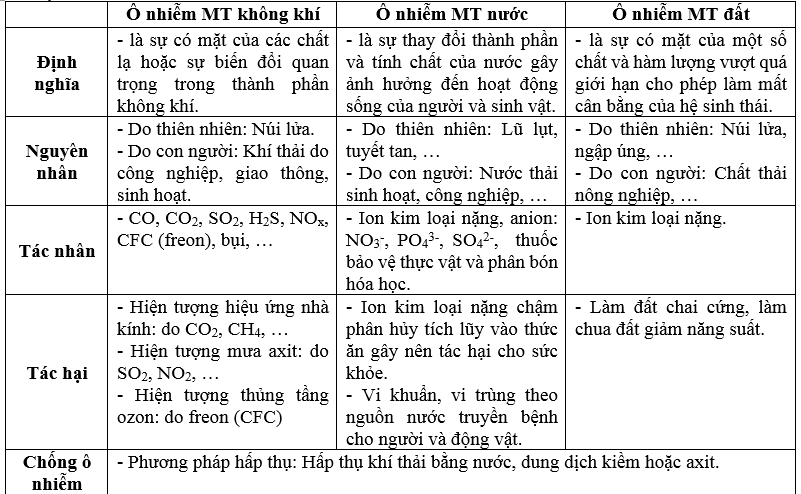 Ô nhiễm MT không khí
Ô nhiễm MT nước
Ô nhiễm MT đất
Định
nghĩa
- là sự có mặt của các chất
lạ hoặc sự biến đổi quan
trọng trong thành phần
không khí.
- là sự thay đổi thành phần
và tính chất của nước gây
ảnh hưởng đến hoạt động
sống của người và sinh vật.
- là sự có mặt của một số
chất và hàm lượng vượt quá
giới hạn cho phép làm mất
cân bằng của hệ sinh thái.
Nguyên
nhân
- Do thiên nhiên: Núi lửa.
- Do con người: Khí thải do
công nghiệp, giao thông,
sinh hoạt.
- Do thiên nhiên: Lũ lụt,
tuyết tan, …
- Do con người: Nước thải
sinh hoạt, công nghiệp, …
- Do thiên nhiên: Núi lửa,
ngập úng, …
- Do con người: Chất thải
nông nghiệp, …
Tác nhân
- CO, CO₂, SO₂, H₂S, NOₓ,
CFC (freon), bụi, …
- Ion kim loại nặng, anion:
NO₃⁻, PO₄³⁻, SO₄²⁻, thuốc
bảo vệ thực vật và phân bón
hóa học.
- Ion kim loại nặng.
Tác hại
- Hiện tượng hiệu ứng nhà
kính: do CO₂, CH₄, …
- Hiện tượng mưa axit: do
SO₂, NO₂, …
- Hiện tượng thủng tầng
ozon: do freon (CFC)
- Ion kim loại nặng chậm
phân hủy tích lũy vào thức
ăn gây nên tác hại cho sức
khỏe.
- Vi khuẩn, vi trùng theo
nguồn nước truyền bệnh
cho người và động vật.
- Làm đất chai cứng, làm
chua đất giảm năng suất.
Chống ô
nhiễm
- Phương pháp hấp thụ: Hấp thụ khí thải bằng nước, dung dịch kiềm hoặc axit.